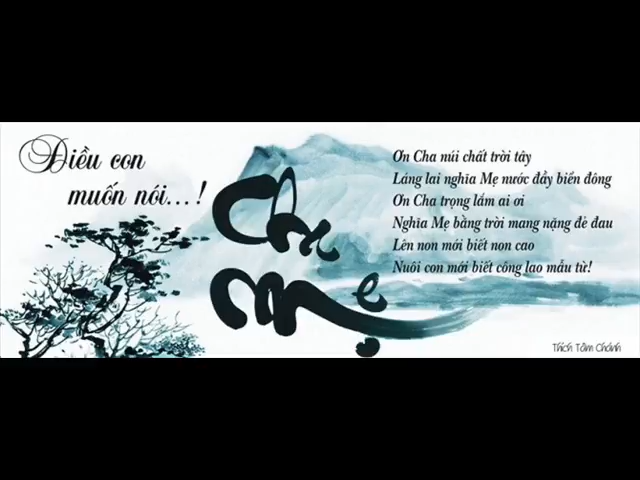 Điều con
muốn nói...!
Cha
Mẹ
Ơn Cha núi chất trời tây
Láng lai nghĩa Mẹ nước đầy biển đông
Ơn Cha trọng lắm ai ơi
Nghĩa Mẹ bằng trời mang nặng đẻ đau
Lên non mới biết non cao
Nuôi con mới biết công lao mẫu từ!
Thích Tâm Chánh